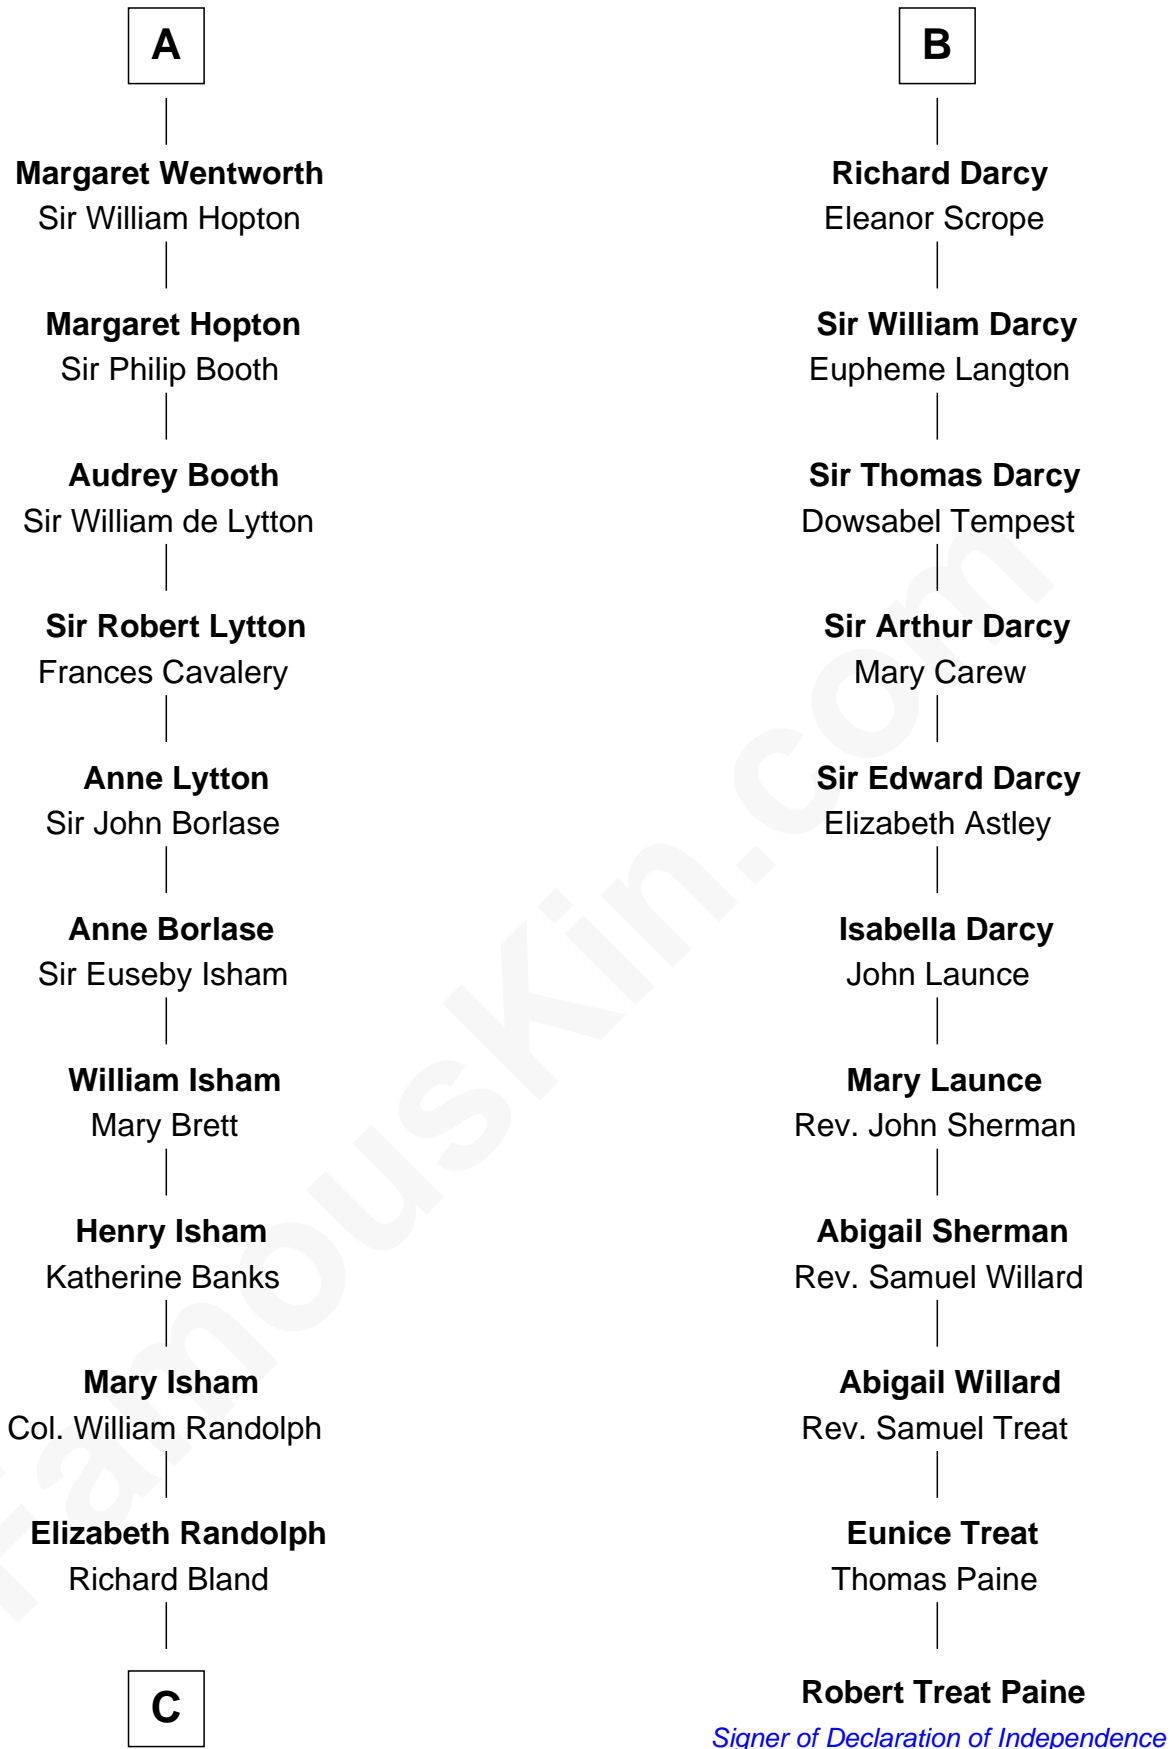 A
Margaret Wentworth
Sir William Hopton
Margaret Hopton
Sir Philip Booth
Audrey Booth
Sir William de Lytton
Sir Robert Lytton
Frances Cavalery
Anne Lytton
Sir John Borlase
Anne Borlase
Sir Euseby Isham
William Isham
Mary Brett
Henry Isham
Katherine Banks
Mary Isham
Col. William Randolph
Elizabeth Randolph
Richard Bland
C
B
Richard Darcy
Eleanor Scrope
Sir William Darcy
Eupheme Langton
Sir Thomas Darcy
Dowsabel Tempest
Sir Arthur Darcy
Mary Carew
Sir Edward Darcy
Elizabeth Astley
Isabella Darcy
John Launce
Mary Launce
Rev. John Sherman
Abigail Sherman
Rev. Samuel Willard
Abigail Willard
Rev. Samuel Treat
Eunice Treat
Thomas Paine
Robert Treat Paine
Signer of Declaration of Independence
FamousKin.com